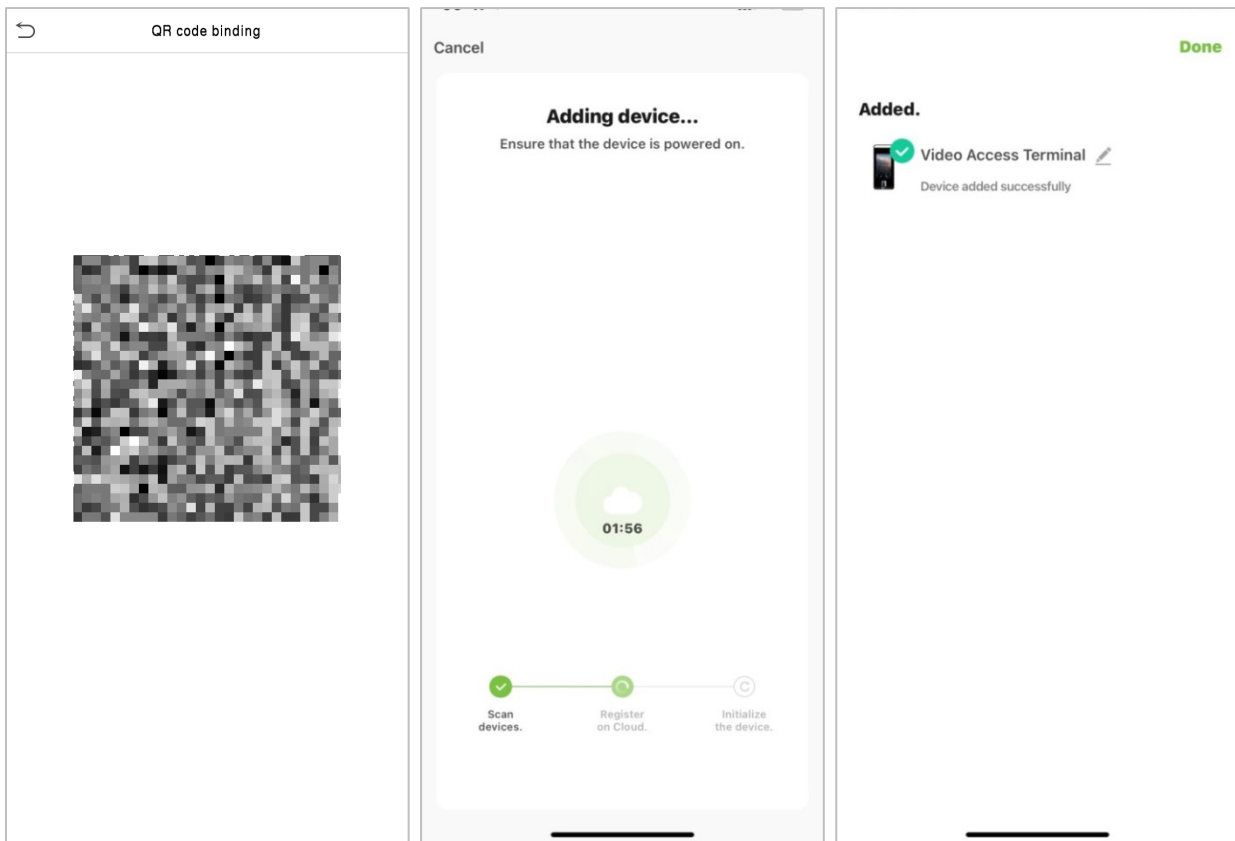 QR code binding
Cancel
Adding device...
Ensure that the device is powered on.
01:56
Scan
devices.
Register
on Cloud.
Initialize
the device.
Done
Added.
Video Access Terminal
Device added successfully